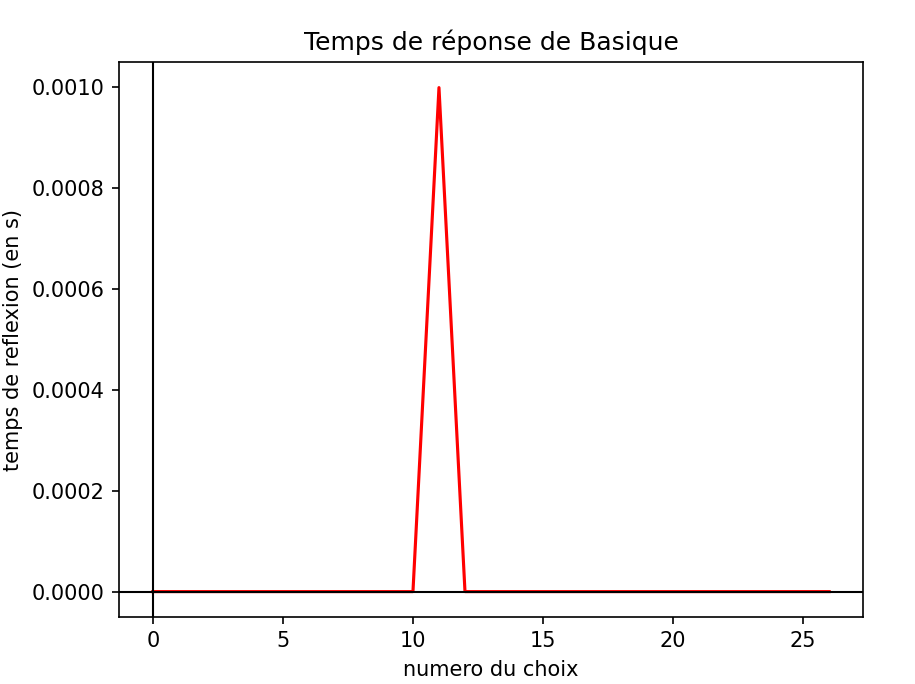 Temps de réponse de Basique
temps de reflexion (en s)
0.0010
0.0008
0.0006
0.0004
0.0002
0.0000
0 5 10 15 20 25
numero du choix